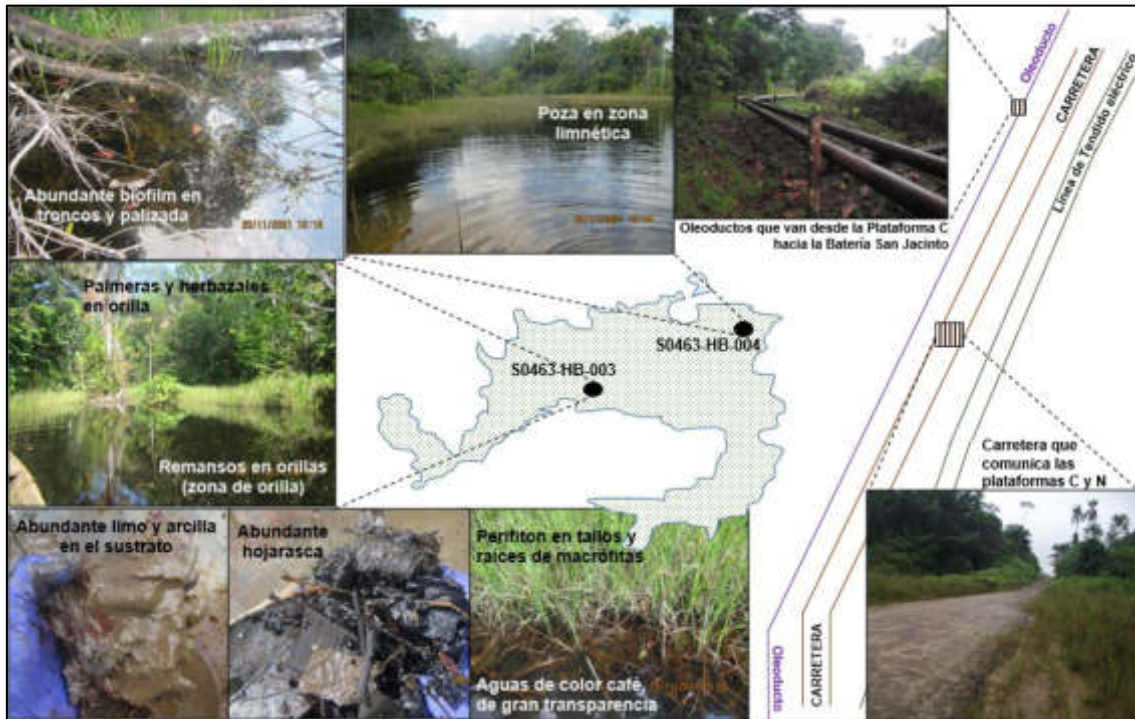 Abundante biofilm en
troncos y palizada
Poza en zona
limnética
Oleoductos que van desde la Plataforma C
hacia la Batería San Jacinto
Oleoducto
CARRETERA
Línea de Tendido eléctrico
Palmeras y herbazales
en orilla
Remansos en orillas
(zona de orilla)
S0463-HB-003
S0463-HB-004
Carretera que
comunica las
plataformas C y N
Abundante limo y arcilla
en el sustrato
Abundante
hojarasca
Perifiton en tallos y
raíces de macrófitas
Aguas de color café,
de gran transparencia
Oleoducto
CARRETERA